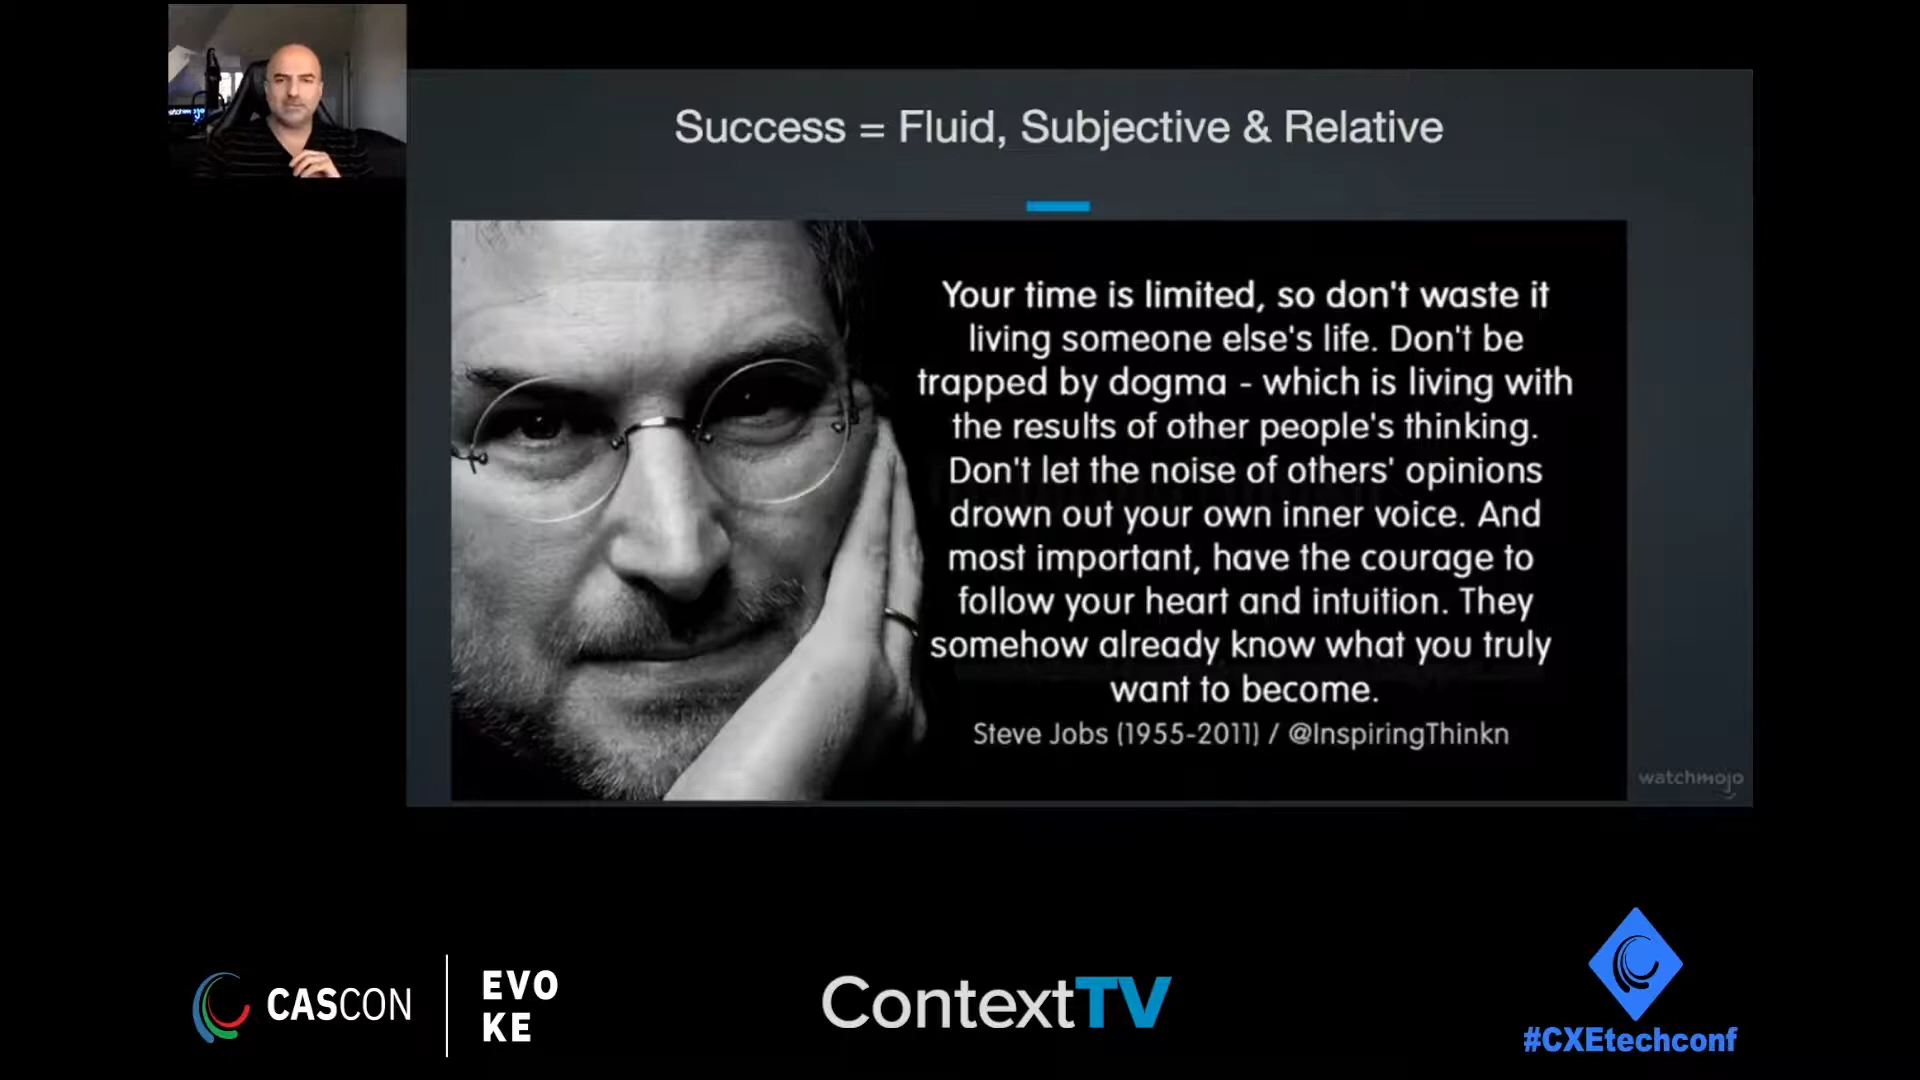 Success = Fluid, Subjective & Relative
Your time is limited, so don't waste it
living someone else's life. Don't be
trapped by dogma - which is living with
the results of other people's thinking.
Don't let the noise of others' opinions
drown out your own inner voice. And
most important, have the courage to
follow your heart and intuition. They
somehow already know what you truly
want to become.
Steve Jobs (1955-2011) / @InspiringThinkn
watchmojo
CASCON
EVO
KE
ContextTV
#CXEtechconf